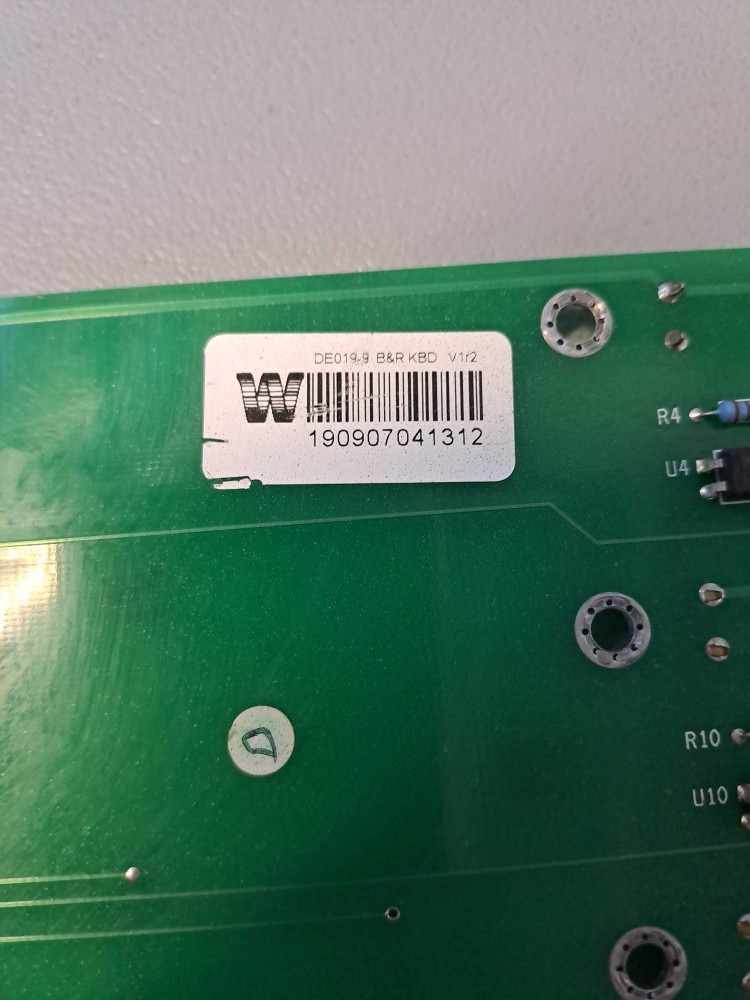 DE019-9 B&R KBD V1r2
W
190907041312
R4
U4
D
R10
U10